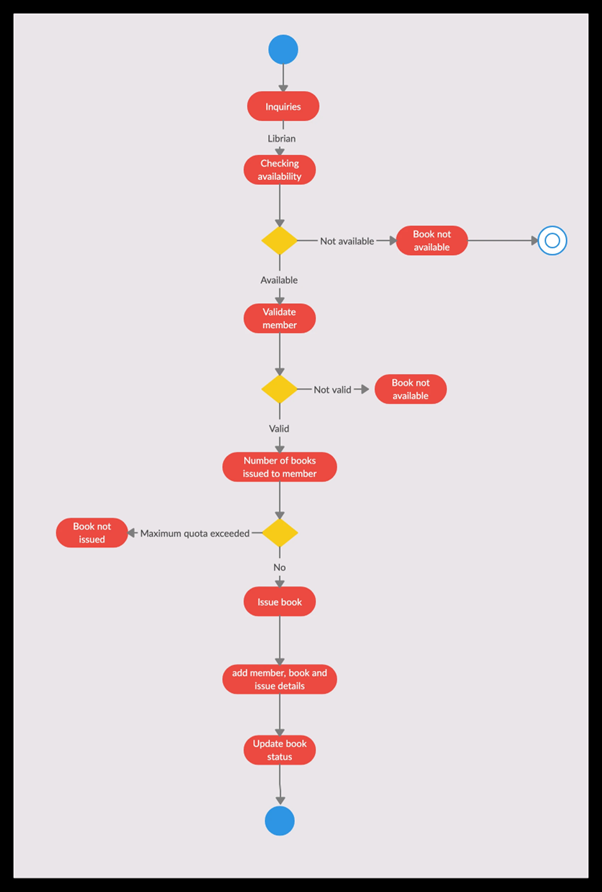 Inquiries
Librian
Checking
availability
Not available
Book not
available
Available
Validate
member
Not valid
Book not
available
Valid
Number of books
issued to member
Book not
issued
Maximum quota exceeded
No
Issue book
add member, book and
issue details
Update book
status